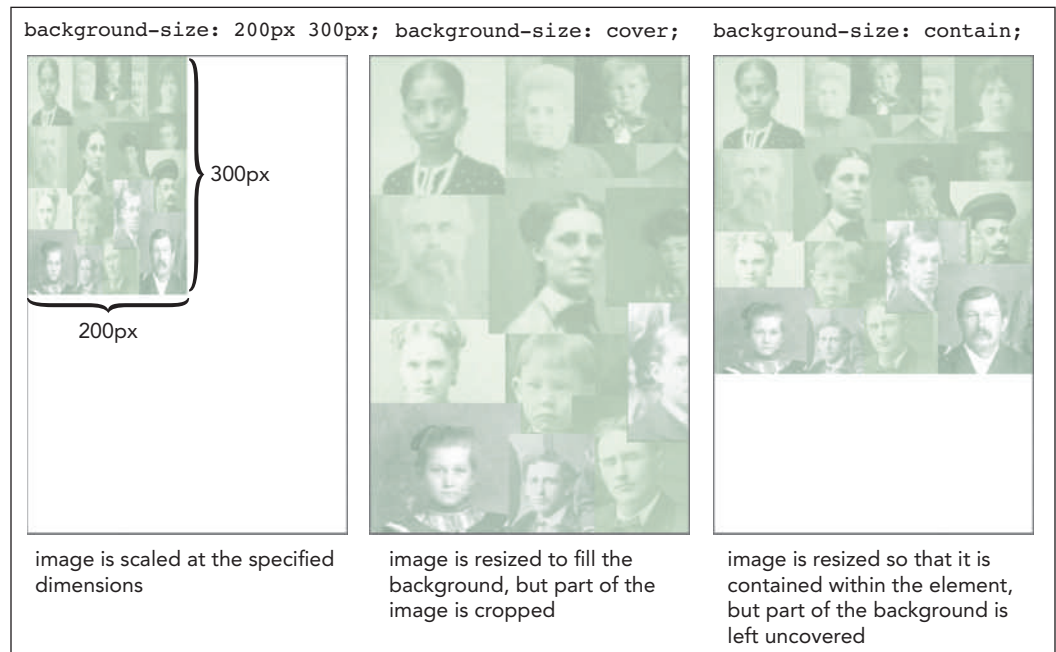 background-size: 200px 300px;
background-size: cover;
background-size: contain;
300px
200px
image is scaled at the specified
dimensions
image is resized to fill the
background, but part of the
image is cropped
image is resized so that it is
contained within the element,
but part of the background is
left uncovered